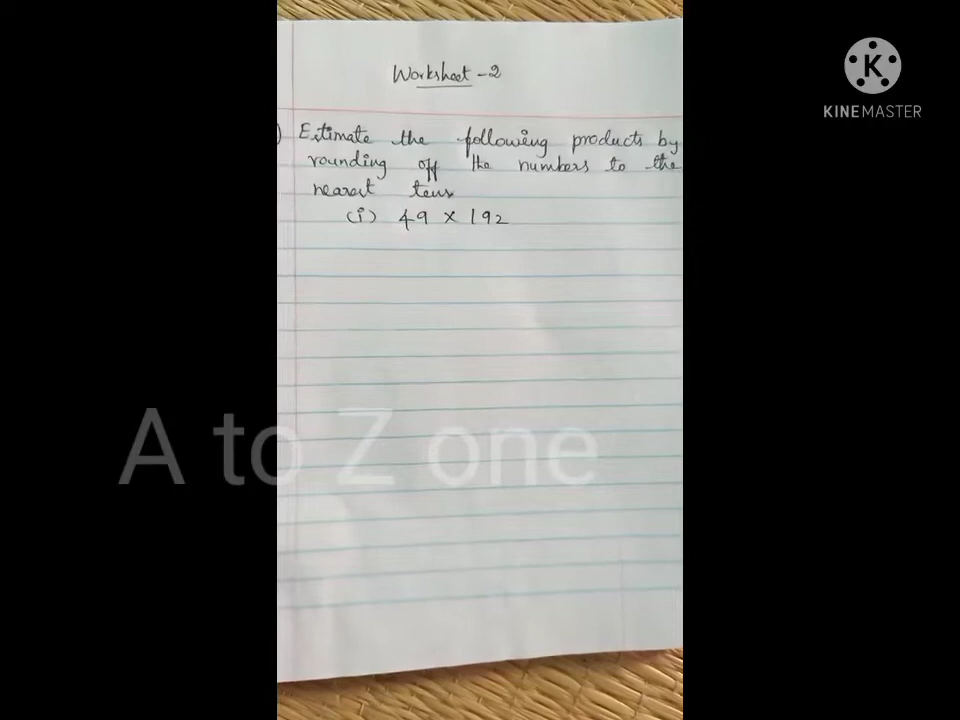 Worksheet - 2
) Estimate the following products by
rounding off the numbers to the
nearest tens
(i) 49 x 192
A to Z one
K
KINEMASTER